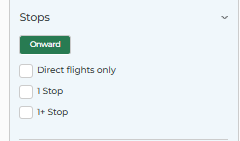 Stops
Onward
Direct flights only
1 Stop
1+ Stop